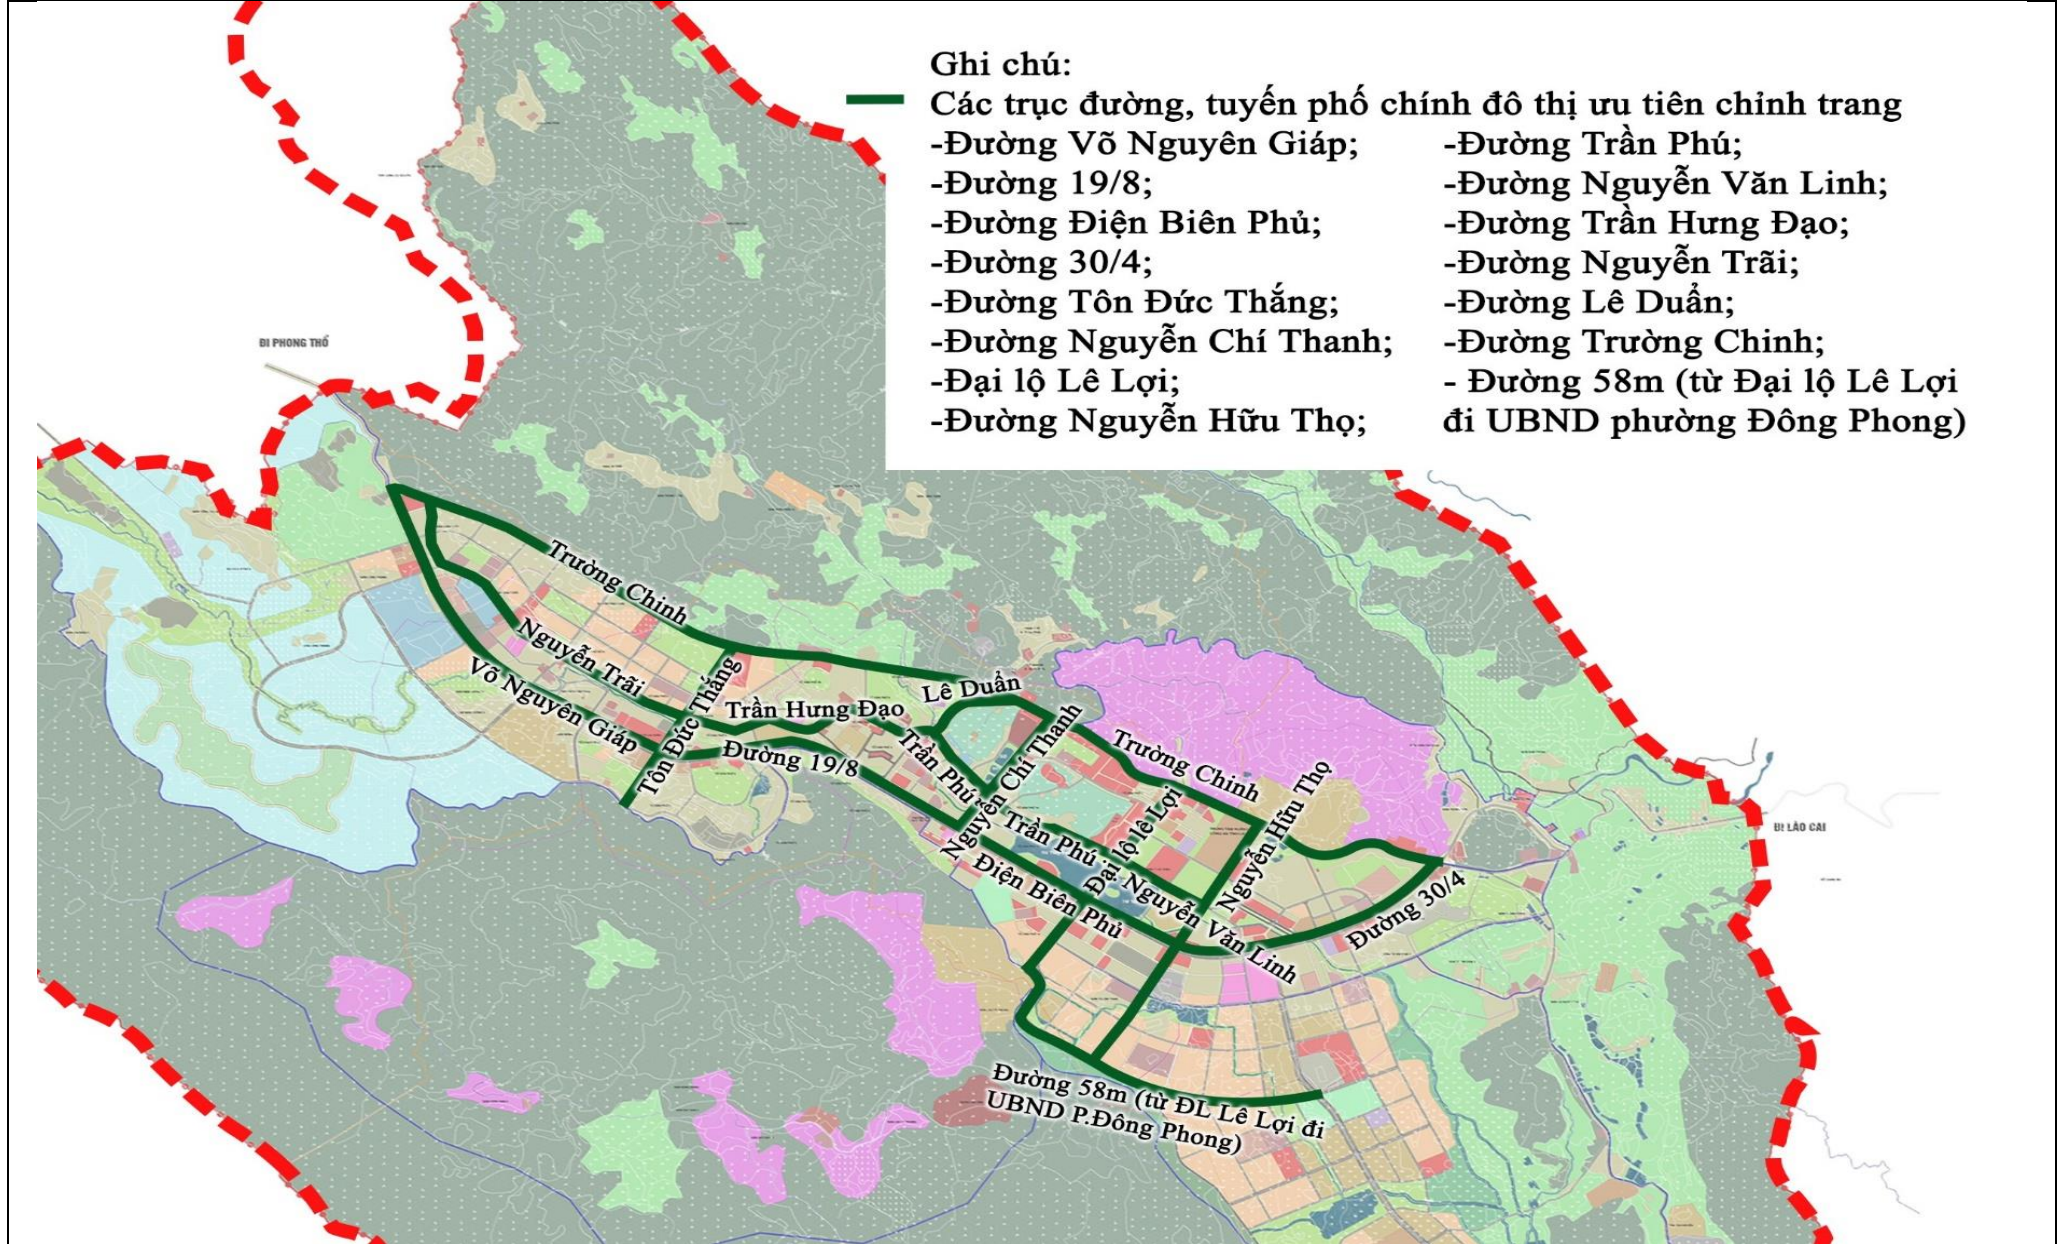 Ghi chú:
Các trục đường, tuyến phố chính đô thị ưu tiên chỉnh trang
-Đường Võ Nguyên Giáp;
-Đường 19/8;
-Đường Điện Biên Phủ;
-Đường 30/4;
-Đường Tôn Đức Thắng;
-Đường Nguyễn Chí Thanh;
-Đại lộ Lê Lợi;
-Đường Nguyễn Hữu Thọ;
-Đường Trần Phú;
-Đường Nguyễn Văn Linh;
-Đường Trần Hưng Đạo;
-Đường Nguyễn Trãi;
-Đường Lê Duẩn;
-Đường Trường Chinh;
- Đường 58m (từ Đại lộ Lê Lợi
đi UBND phường Đông Phong)
ĐI PHONG THỔ
Trường Chinh
Nguyễn Trãi
Võ Nguyên Giáp
Tôn Đức Thắng
Trần Hưng Đạo
Đường 19/8
Lê Duẩn
Trần Phú
Nguyễn Chí Thanh
Trường Chinh
Trần Phú
Đại lộ lê Lợi
Nguyễn Hữu Thọ
Điện Biên Phủ
Nguyễn Văn Linh
Đường 30/4
ĐI LÀO CAI
Đường 58m (từ ĐL Lê Lợi đi
UBND P.Đông Phong)